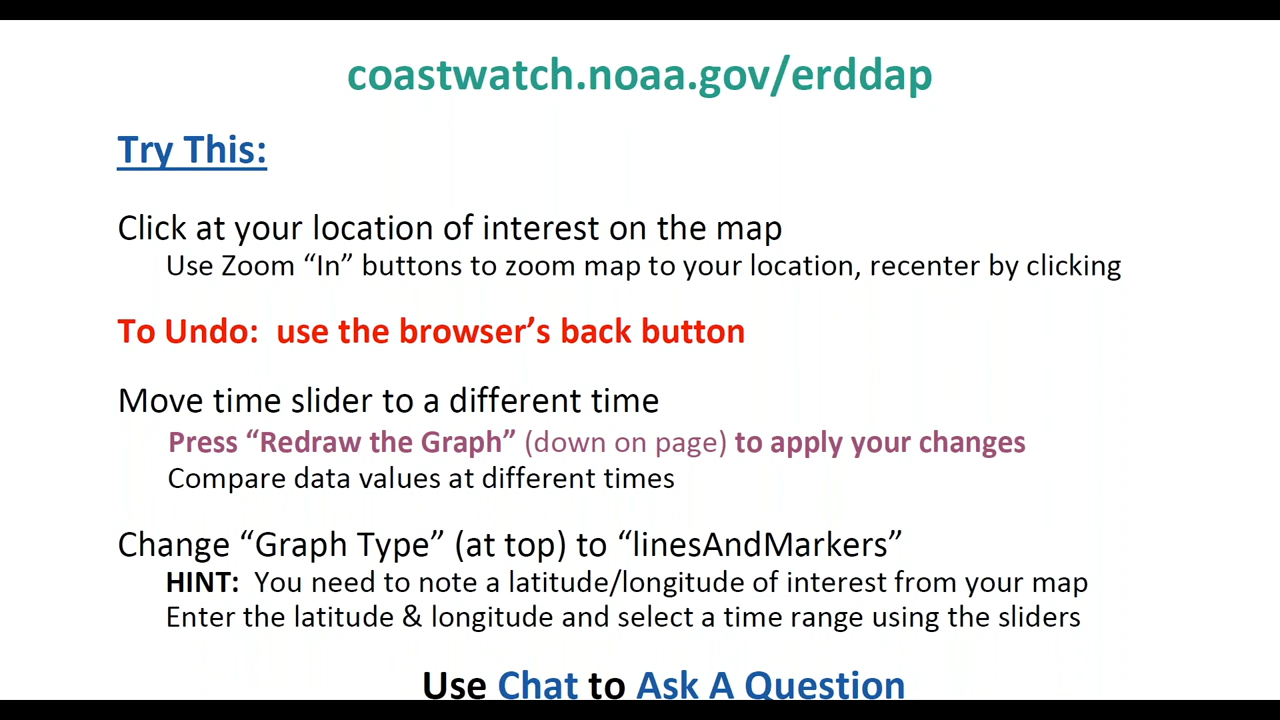 coastwatch.noaa.gov/erddap
Try This:
Click at your location of interest on the map
Use Zoom “In” buttons to zoom map to your location, recenter by clicking
To Undo:  use the browser’s back button
Move time slider to a different time
Press “Redraw the Graph” (down on page) to apply your changes
Compare data values at different times
Change “Graph Type” (at top) to “linesAndMarkers”
HINT:  You need to note a latitude/longitude of interest from your map
Enter the latitude & longitude and select a time range using the sliders
Use Chat to Ask A Question